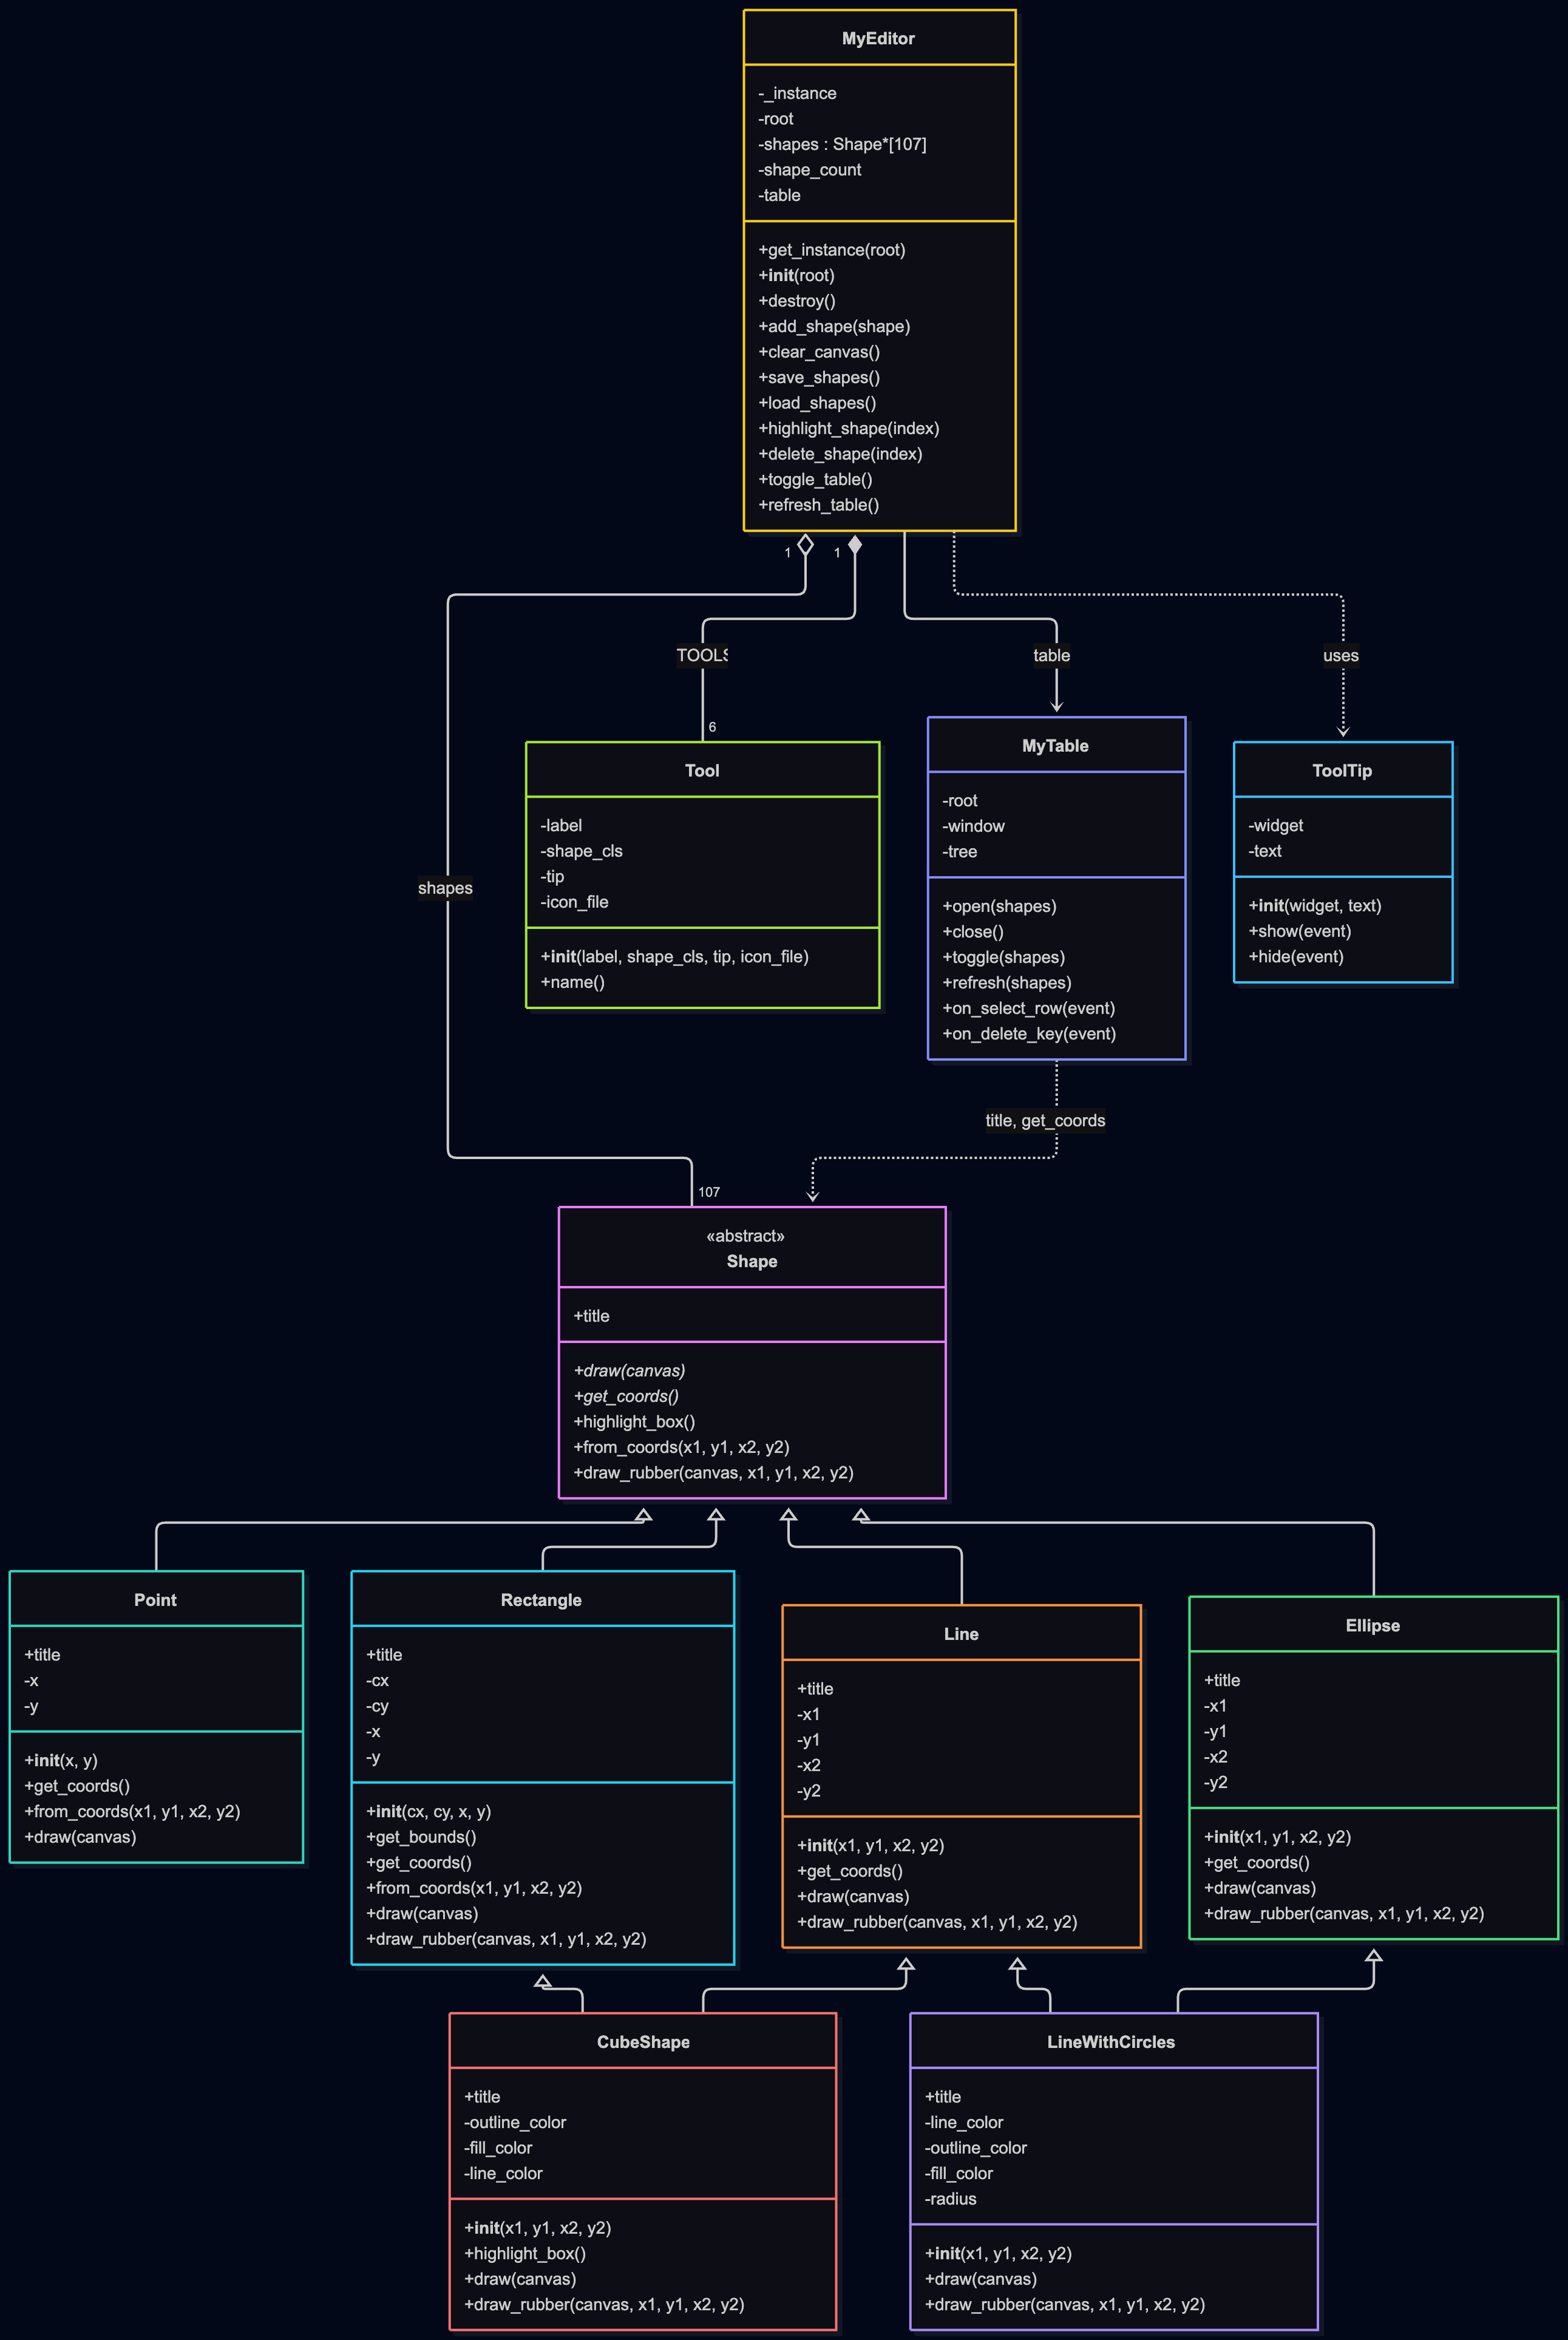 MyEditor
-_instance
-root
-shapes : Shape*[107]
-shape_count
-table
+get_instance(root)
+init(root)
+destroy()
+add_shape(shape)
+clear_canvas()
+save_shapes()
+load_shapes()
+highlight_shape(index)
+delete_shape(index)
+toggle_table()
+refresh_table()
1
1
TOOLS
table
uses
6
Tool
-label
-shape_cls
-tip
-icon_file
+init(label, shape_cls, tip, icon_file)
+name()
MyTable
-root
-window
-tree
+open(shapes)
+close()
+toggle(shapes)
+refresh(shapes)
+on_select_row(event)
+on_delete_key(event)
ToolTip
-widget
-text
+init(widget, text)
+show(event)
+hide(event)
shapes
title, get_coords
107
«abstract»
Shape
+title
+draw(canvas)
+get_coords()
+highlight_box()
+from_coords(x1, y1, x2, y2)
+draw_rubber(canvas, x1, y1, x2, y2)
Point
+title
-x
-y
+init(x, y)
+get_coords()
+from_coords(x1, y1, x2, y2)
+draw(canvas)
Rectangle
+title
-cx
-cy
-x
-y
+init(cx, cy, x, y)
+get_bounds()
+get_coords()
+from_coords(x1, y1, x2, y2)
+draw(canvas)
+draw_rubber(canvas, x1, y1, x2, y2)
Line
+title
-x1
-y1
-x2
-y2
+init(x1, y1, x2, y2)
+get_coords()
+draw(canvas)
+draw_rubber(canvas, x1, y1, x2, y2)
Ellipse
+title
-x1
-y1
-x2
-y2
+init(x1, y1, x2, y2)
+get_coords()
+draw(canvas)
+draw_rubber(canvas, x1, y1, x2, y2)
CubeShape
+title
-outline_color
-fill_color
-line_color
+init(x1, y1, x2, y2)
+highlight_box()
+draw(canvas)
+draw_rubber(canvas, x1, y1, x2, y2)
LineWithCircles
+title
-line_color
-outline_color
-fill_color
-radius
+init(x1, y1, x2, y2)
+draw(canvas)
+draw_rubber(canvas, x1, y1, x2, y2)